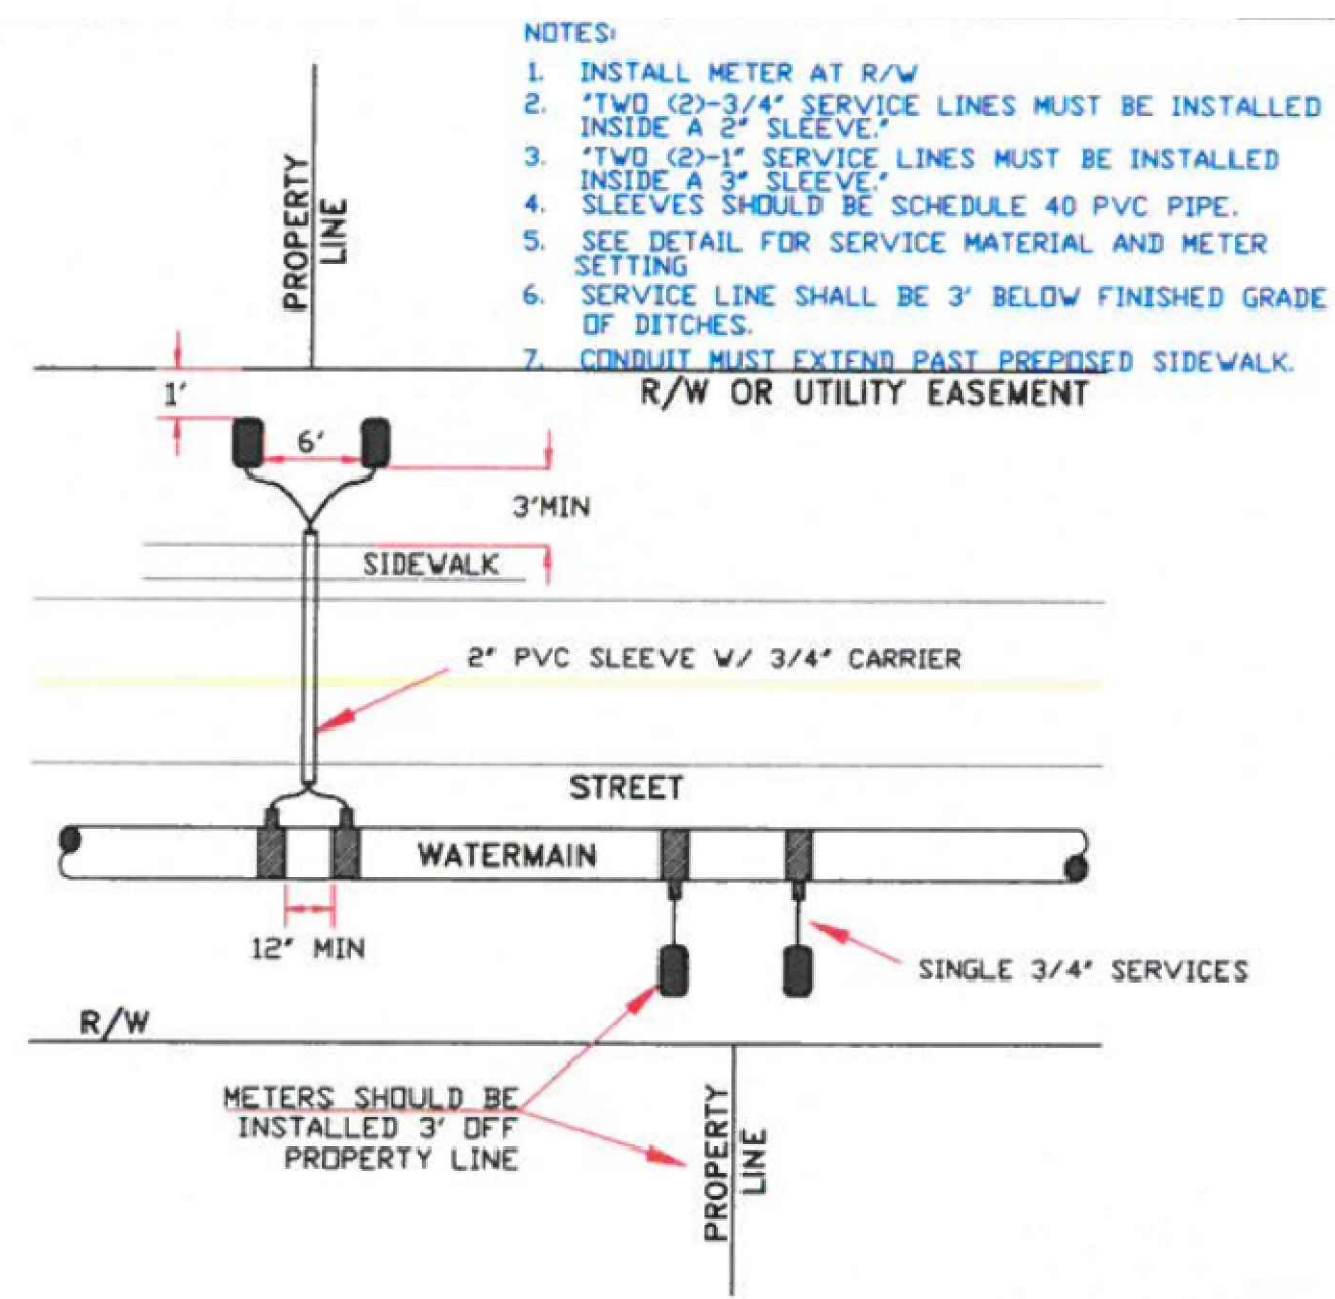 NOTES:
1. INSTALL METER AT R/W
2. "TWO (2)-3/4" SERVICE LINES MUST BE INSTALLED
INSIDE A 2" SLEEVE."
3. "TWO (2)-1" SERVICE LINES MUST BE INSTALLED
INSIDE A 3" SLEEVE."
4. SLEEVES SHOULD BE SCHEDULE 40 PVC PIPE.
5. SEE DETAIL FOR SERVICE MATERIAL AND METER
SETTING
6. SERVICE LINE SHALL BE 3' BELOW FINISHED GRADE
OF DITCHES.
7. CONDUIT MUST EXTEND PAST PREPOSED SIDEWALK.
PROPERTY
LINE
R/W OR UTILITY EASEMENT
1'
6'
3'MIN
SIDEWALK
2" PVC SLEEVE W/ 3/4" CARRIER
STREET
WATERMAIN
12" MIN
SINGLE 3/4" SERVICES
R/W
METERS SHOULD BE
INSTALLED 3' OFF
PROPERTY LINE
PROPERTY
LINE